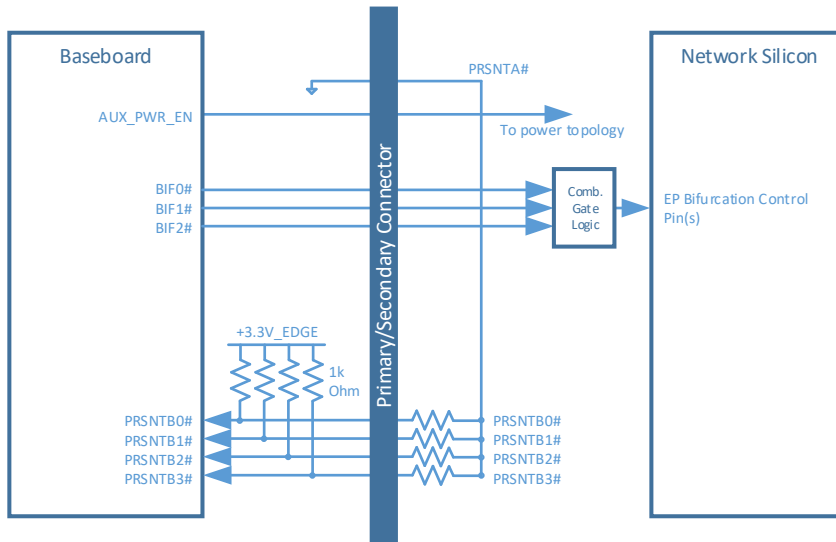 Baseboard
PRSNTA#
Network Silicon
AUX_PWR_EN
To power topology
BIF0#
BIF1#
BIF2#
Comb.
Gate
Logic
EP Bifurcation Control
Pin(s)
Primary/Secondary Connector
+3.3V_EDGE
1k
Ohm
PRSNTB0#
PRSNTB1#
PRSNTB2#
PRSNTB3#
PRSNTB0#
PRSNTB1#
PRSNTB2#
PRSNTB3#